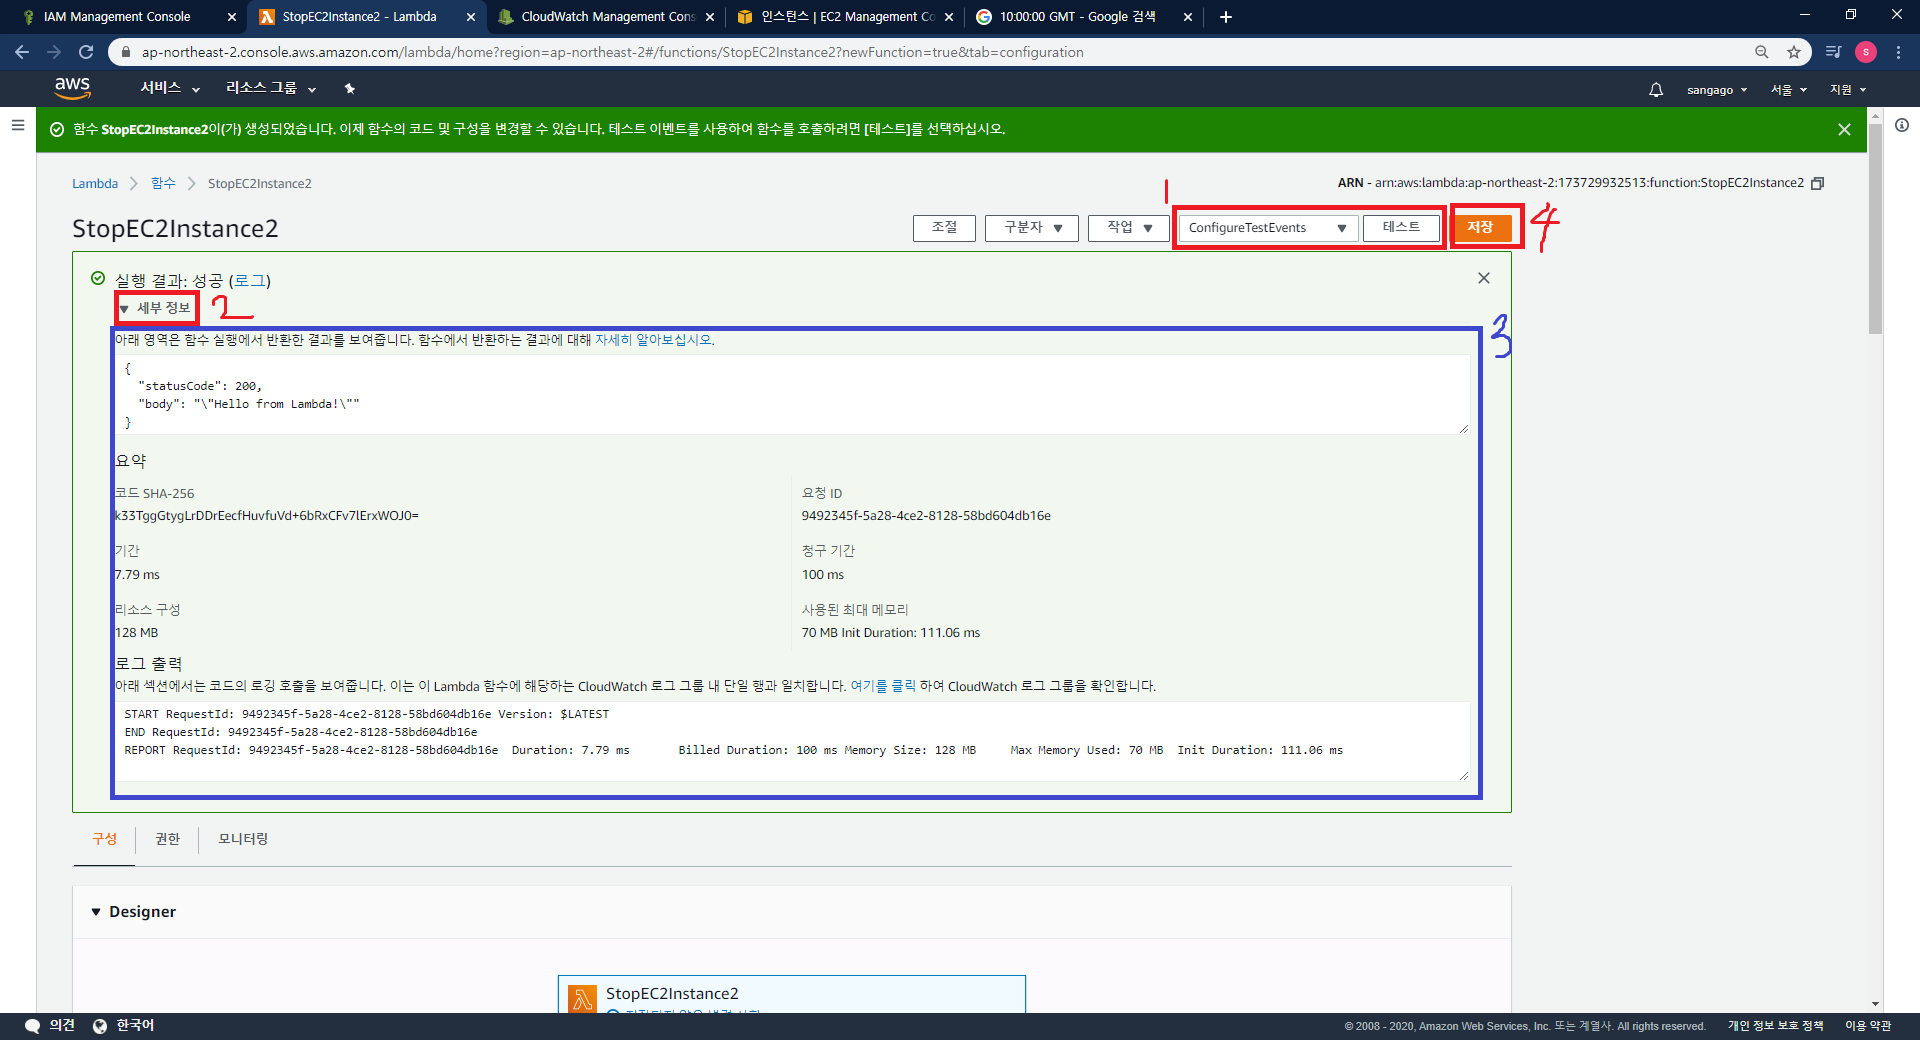 IAM Management Console
StopEC2Instance2 - Lambda
CloudWatch Management Con
인스턴스 | EC2 Management Co
10:00:00 GMT - Google 검색
ap-northeast-2.console.aws.amazon.com/lambda/home?region=ap-northeast-2#/functions/StopEC2Instance2?newFunction=true&tab=configuration
s
aws
서비스
리소스 그룹
sangago
서울
지원
함수 StopEC2Instance2이(가) 생성되었습니다. 이제 함수의 코드 및 구성을 변경할 수 있습니다. 테스트 이벤트를 사용하여 함수를 호출하려면 [테스트]를 선택하십시오.
Lambda
함수
StopEC2Instance2
ARN - arn:aws:lambda:ap-northeast-2:173729932513:function:StopEC2Instance2
1
StopEC2Instance2
조절
구분자
작업
ConfigureTestEvents
테스트
저장
4
실행 결과: 성공 (로그)
세부 정보
2
3
아래 영역은 함수 실행에서 반환한 결과를 보여줍니다. 함수에서 반환하는 결과에 대해 자세히 알아보십시오.
{
"statusCode": 200,
"body": "\"Hello from Lambda!\""
}
요약
코드 SHA-256
k33TggGtygLrDDrEecfHuvfuVd+6bRxCFv7lErxWOJ0=
요청 ID
9492345f-5a28-4ce2-8128-58bd604db16e
기간
7.79 ms
청구 기간
100 ms
리소스 구성
128 MB
사용된 최대 메모리
70 MB Init Duration: 111.06 ms
로그 출력
아래 섹션에서는 코드의 로깅 호출을 보여줍니다. 이는 이 Lambda 함수에 해당하는 CloudWatch 로그 그룹 내 단일 행과 일치합니다. 여기를 클릭 하여 CloudWatch 로그 그룹을 확인합니다.
START RequestId: 9492345f-5a28-4ce2-8128-58bd604db16e Version: $LATEST
END RequestId: 9492345f-5a28-4ce2-8128-58bd604db16e
REPORT RequestId: 9492345f-5a28-4ce2-8128-58bd604db16e Duration: 7.79 ms Billed Duration: 100 ms Memory Size: 128 MB Max Memory Used: 70 MB Init Duration: 111.06 ms
구성
권한
모니터링
Designer
StopEC2Instance2
의견
한국어
© 2008 - 2020, Amazon Web Services, Inc. 또는 계열사. All rights reserved.
개인 정보 보호 정책
이용 약관